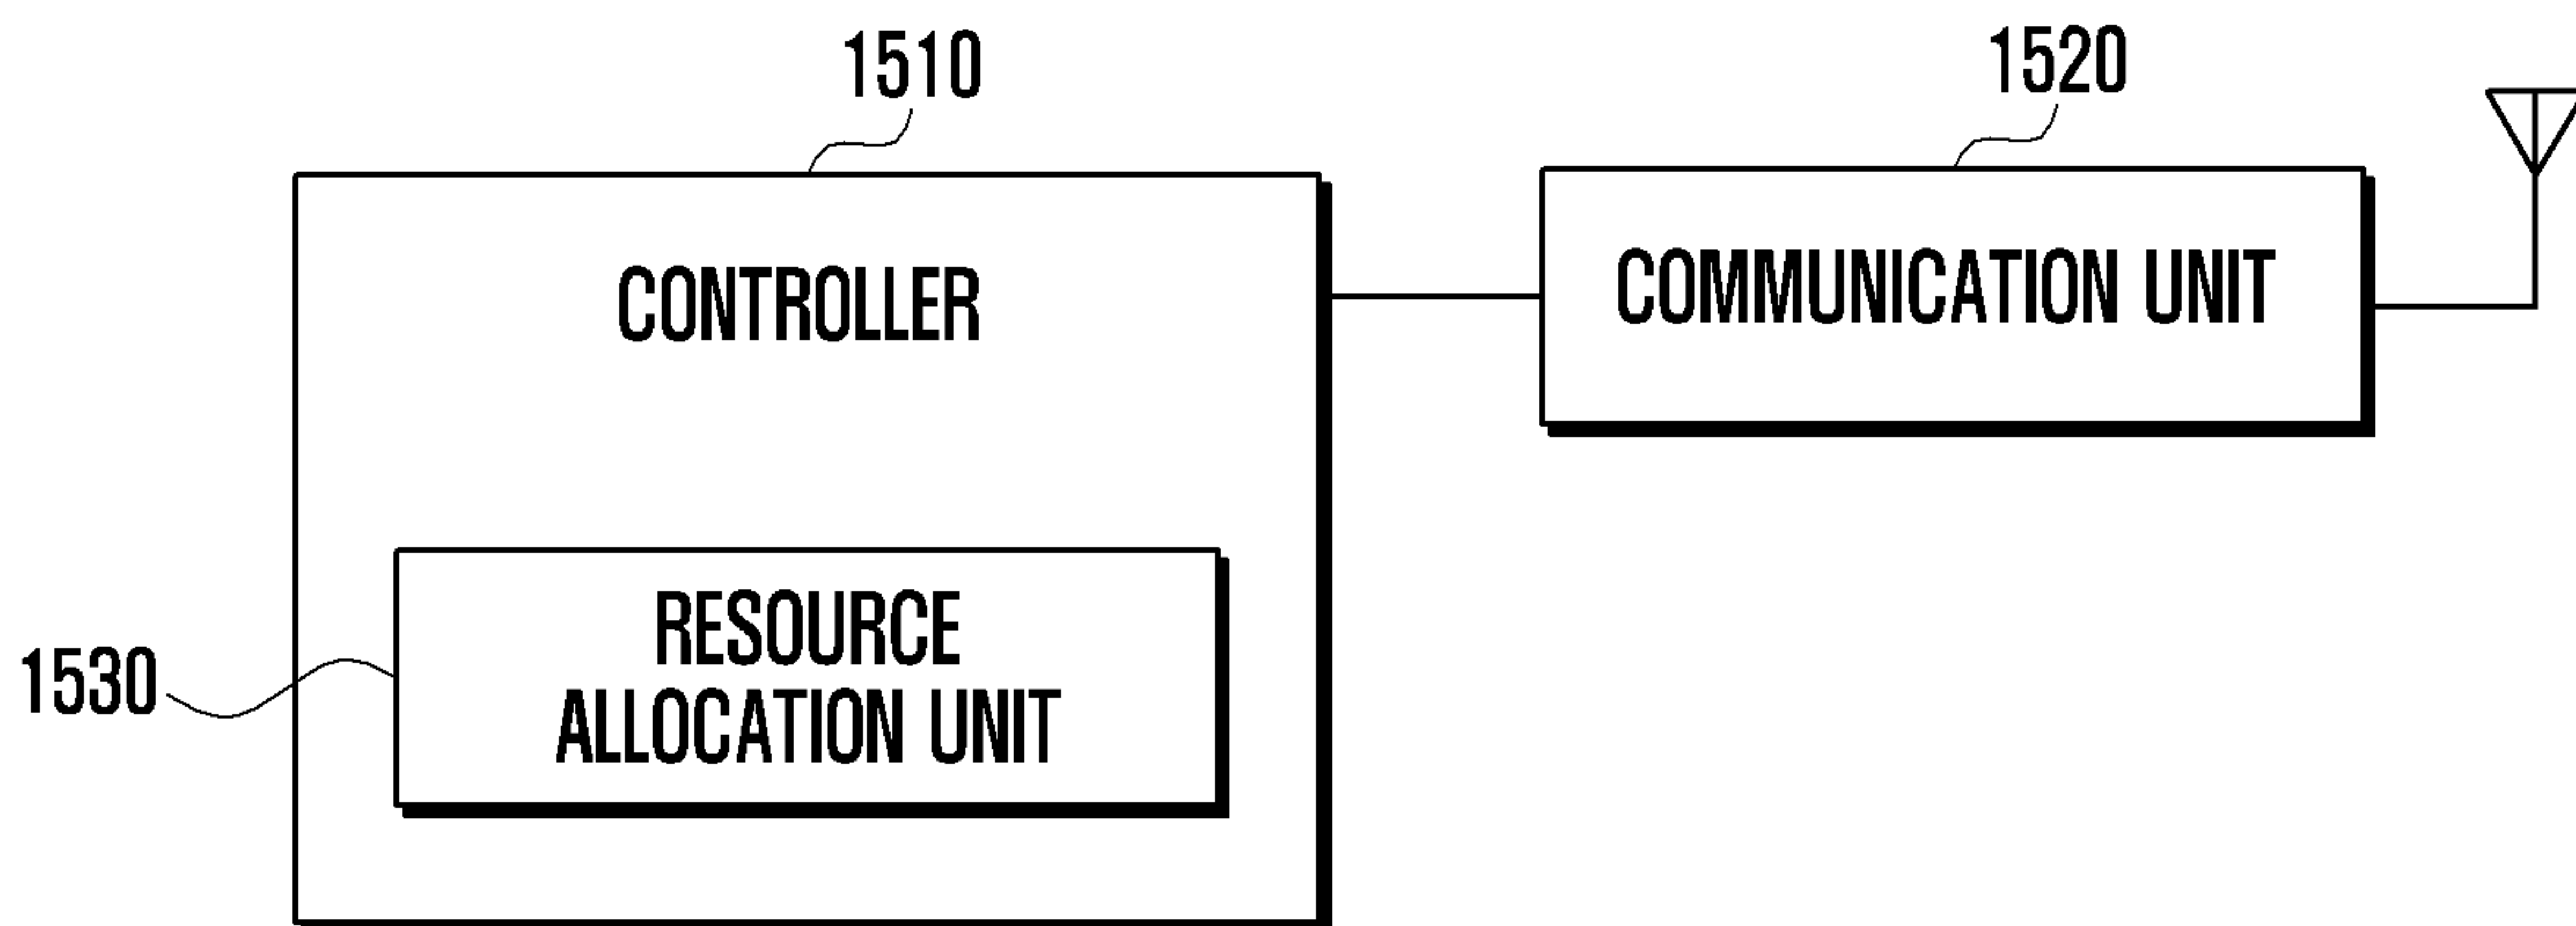 1510
1520
CONTROLLER
COMMUNICATION UNIT
RESOURCE
ALLOCATION UNIT
1530